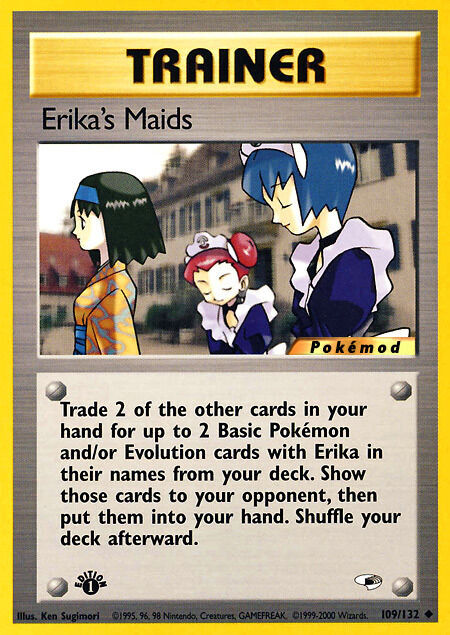 TRAINER
Erika's Maids
Pokémod
Trade 2 of the other cards in your
hand for up to 2 Basic Pokémon
and/or Evolution cards with Erika in
their names from your deck. Show
those cards to your opponent, then
put them into your hand. Shuffle your
deck afterward.
EDITION
1
Illus. Ken Sugimori ©1995, 96, 98 Nintendo, Creatures, GAMEFREAK. ©1999-2000 Wizards. 109/132